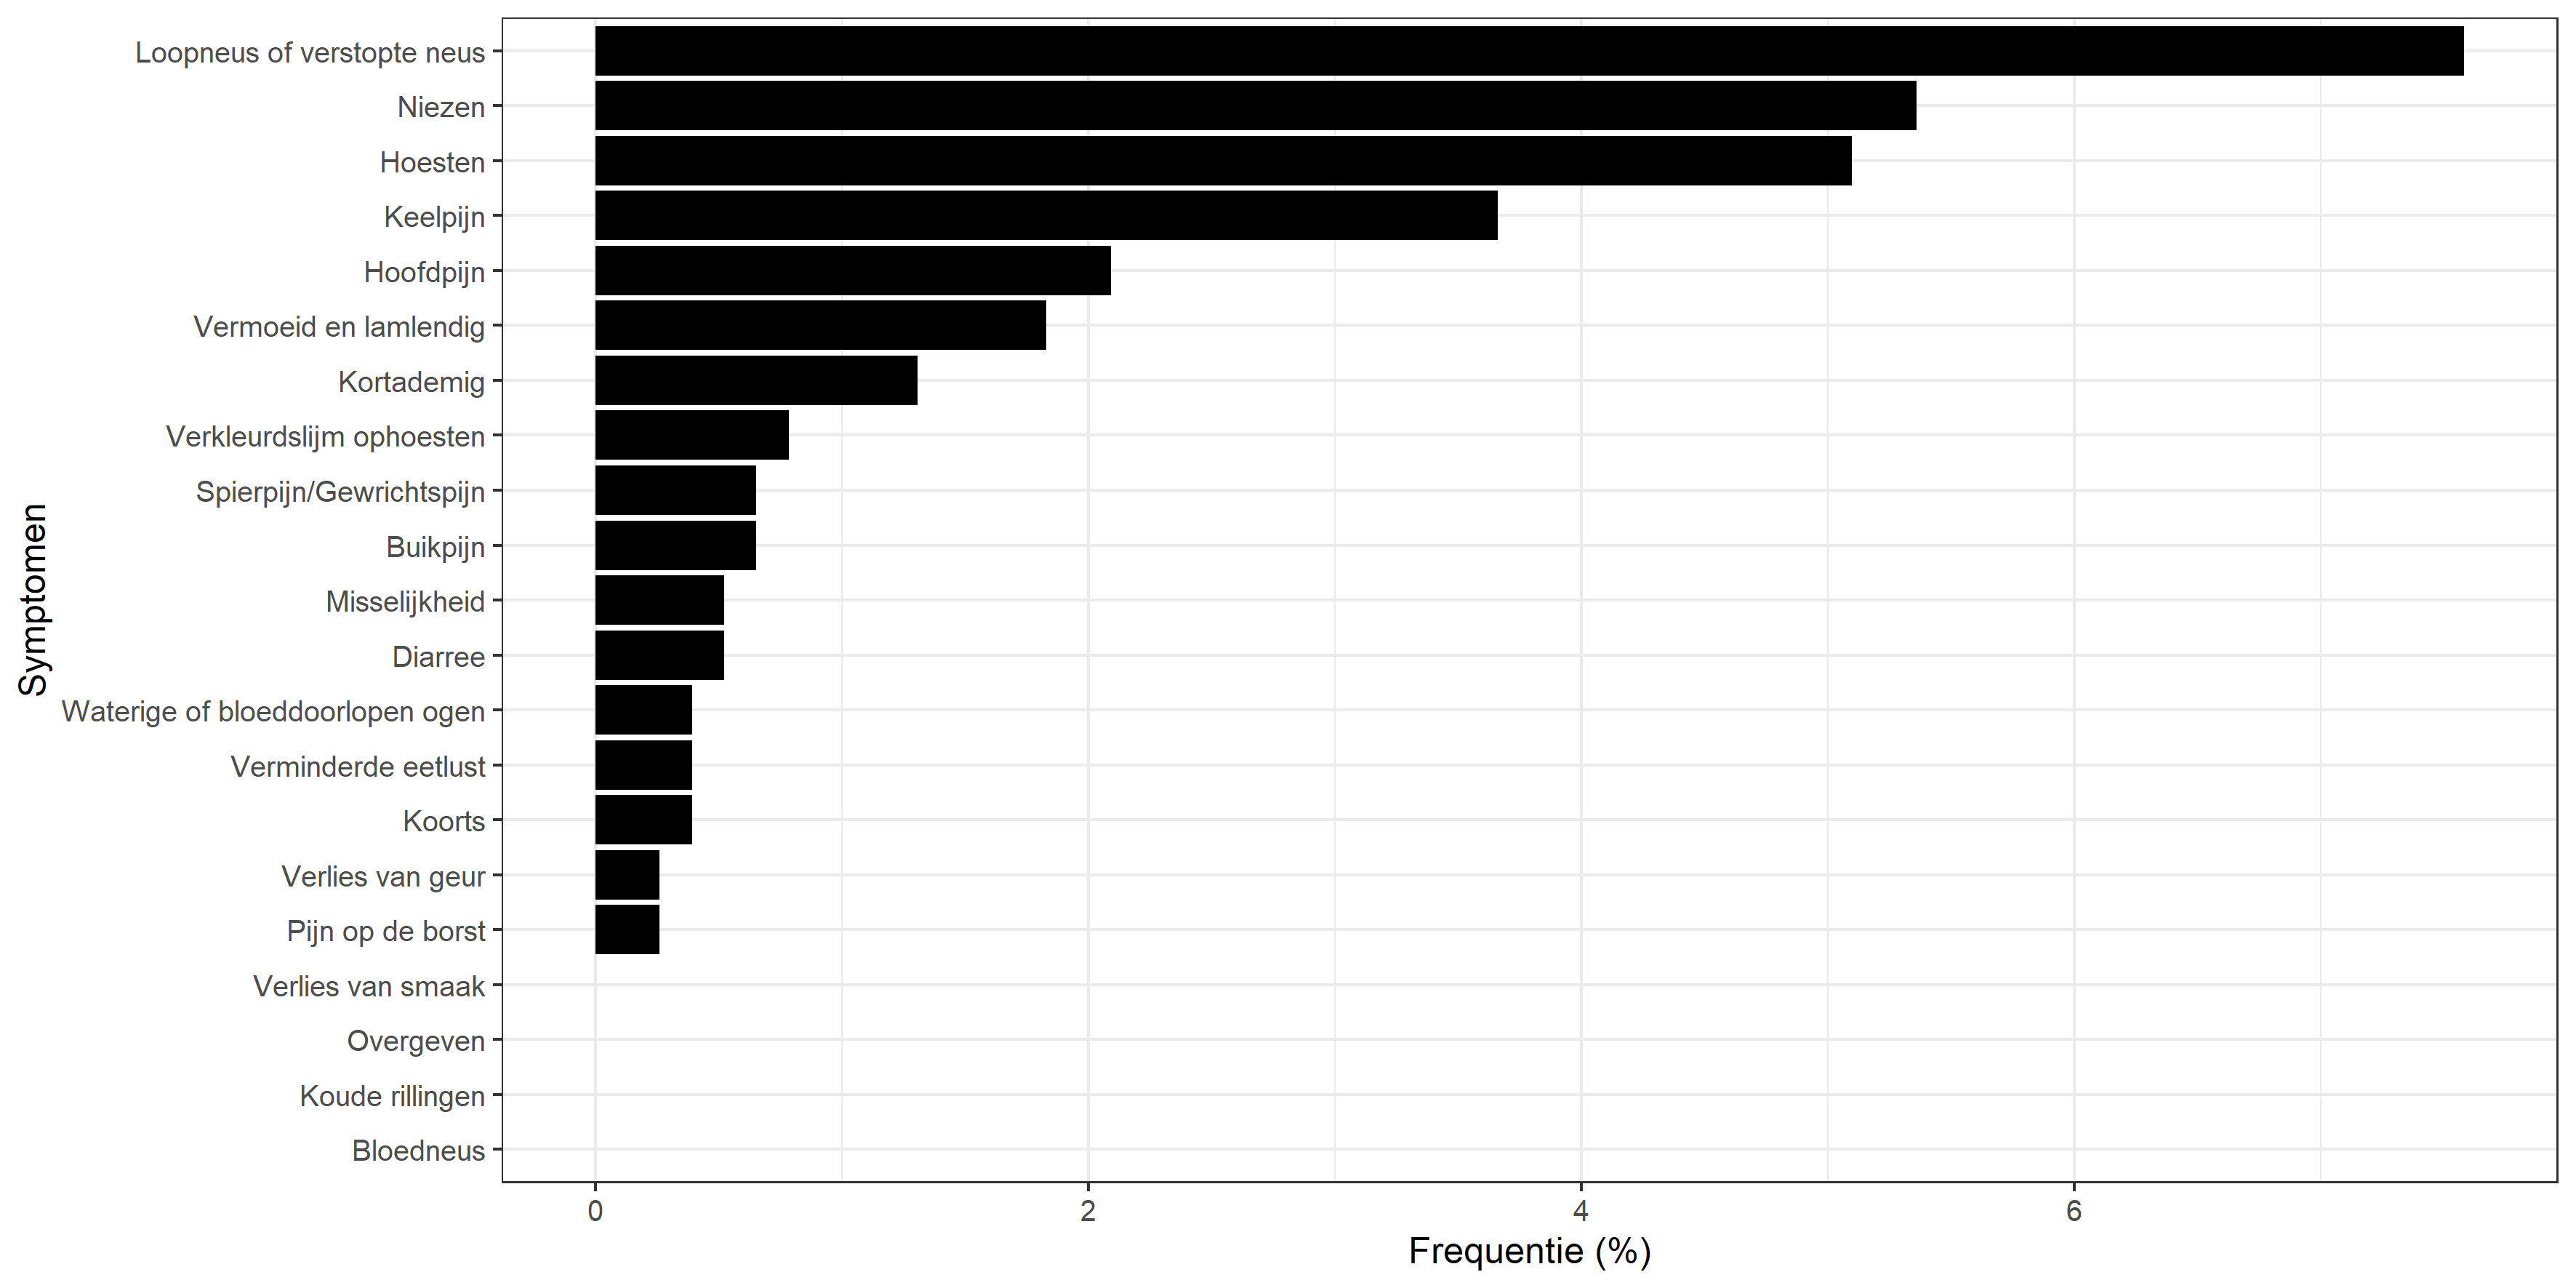 Symptomen
Loopneus of verstopte neus
Niezen
Hoesten
Keelpijn
Hoofdpijn
Vermoeid en lamlendig
Kortademig
Verkleurdslijm ophoesten
Spierpijn/Gewrichtspijn
Buikpijn
Misselijkheid
Diarree
Waterige of bloeddoorlopen ogen
Verminderde eetlust
Koorts
Verlies van geur
Pijn op de borst
Verlies van smaak
Overgeven
Koude rillingen
Bloedneus
0 2 4 6
Frequentie (%)